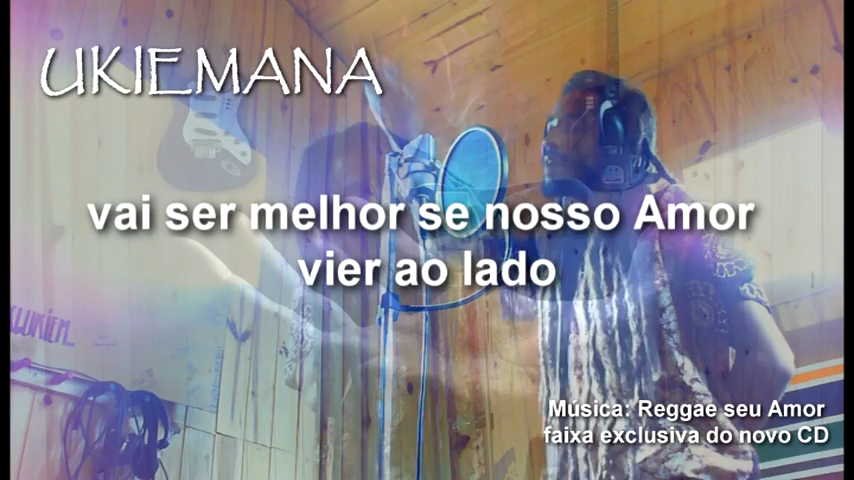 UKIEMANA
vai ser melhor se nosso Amor
vier ao lado
Música: Reggae seu Amor
faixa exclusiva do novo CD